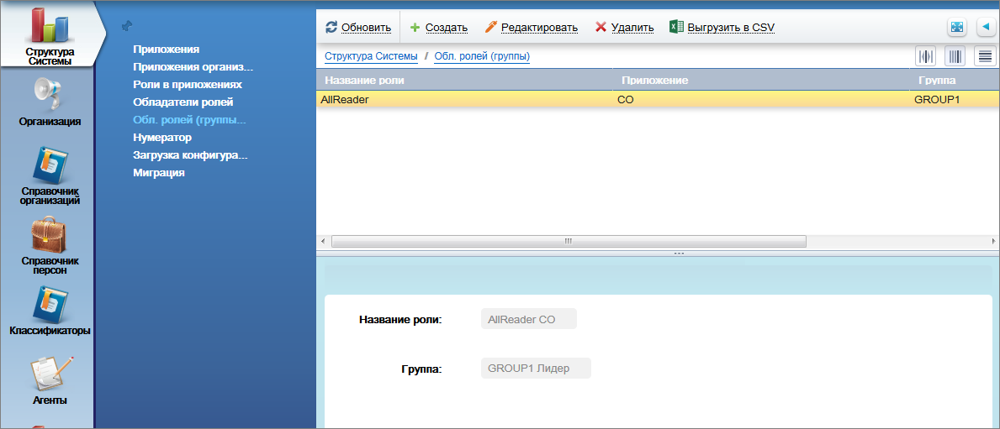 Структура
Системы
Организация
Справочник
организаций
Справочник
персон
Классификаторы
Агенты
Приложения
Приложения организ...
Роли в приложениях
Обладатели ролей
Обл. ролей (группы...
Нумератор
Загрузка конфигура...
Миграция
Обновить Создать Редактировать Удалить Выгрузить в CSV
Структура Системы / Обл. ролей (группы)
Название роли Приложение Группа
AllReader CO GROUP1
Название роли: AllReader CO
Группа: GROUP1 Лидер